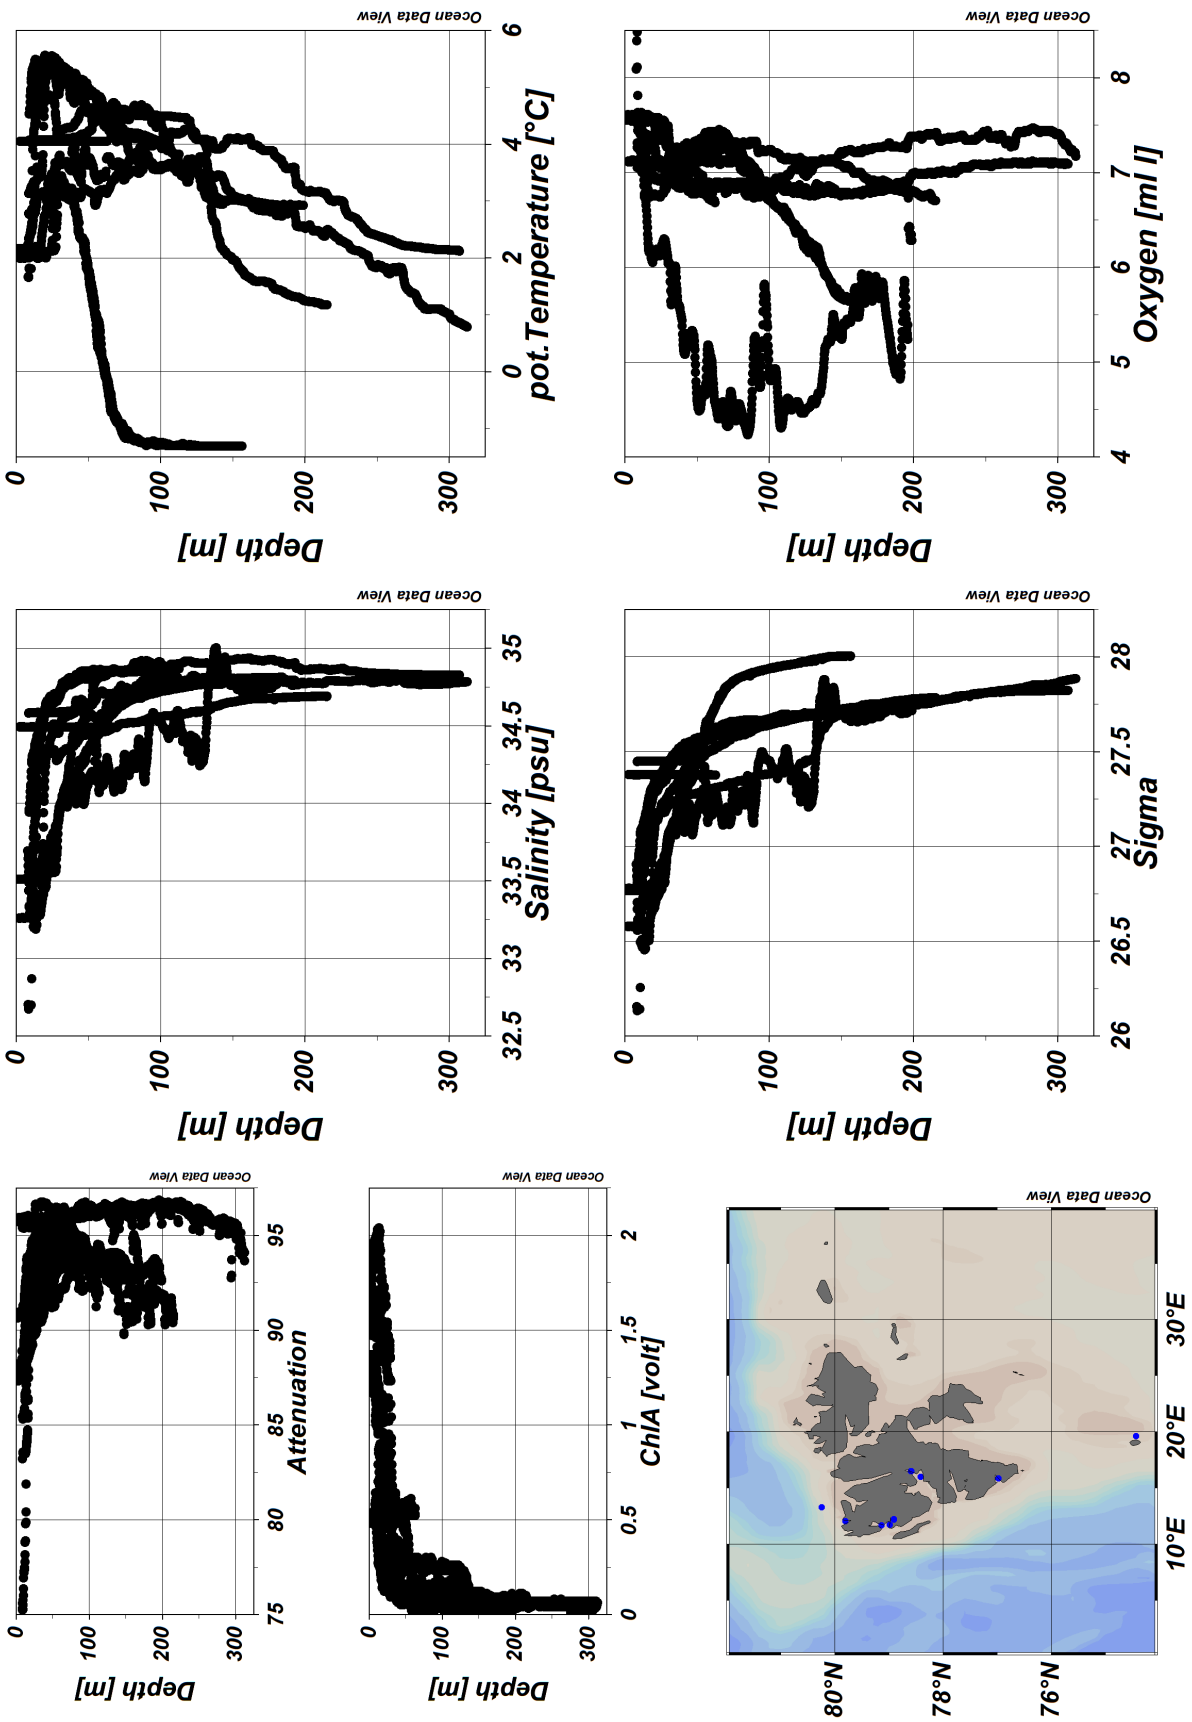 Ocean Data View
0
100
200
300
6
4
2
0
pot.Temperature [°C]
Depth [m]
Ocean Data View
0
100
200
300
8
7
6
5
4
Oxygen [ml l]
Depth [m]
Ocean Data View
0
100
200
300
35
34.5
34
33.5
33
32.5
Salinity [psu]
Depth [m]
Ocean Data View
0
100
200
300
28
27.5
27
26.5
26
Sigma
Depth [m]
Ocean Data View
0
100
200
300
95
90
85
80
75
Attenuation
Depth [m]
Ocean Data View
0
100
200
300
2
1.5
1
0.5
0
ChlA [volt]
Depth [m]
Ocean Data View
30°E
20°E
10°E
80°N
78°N
76°N